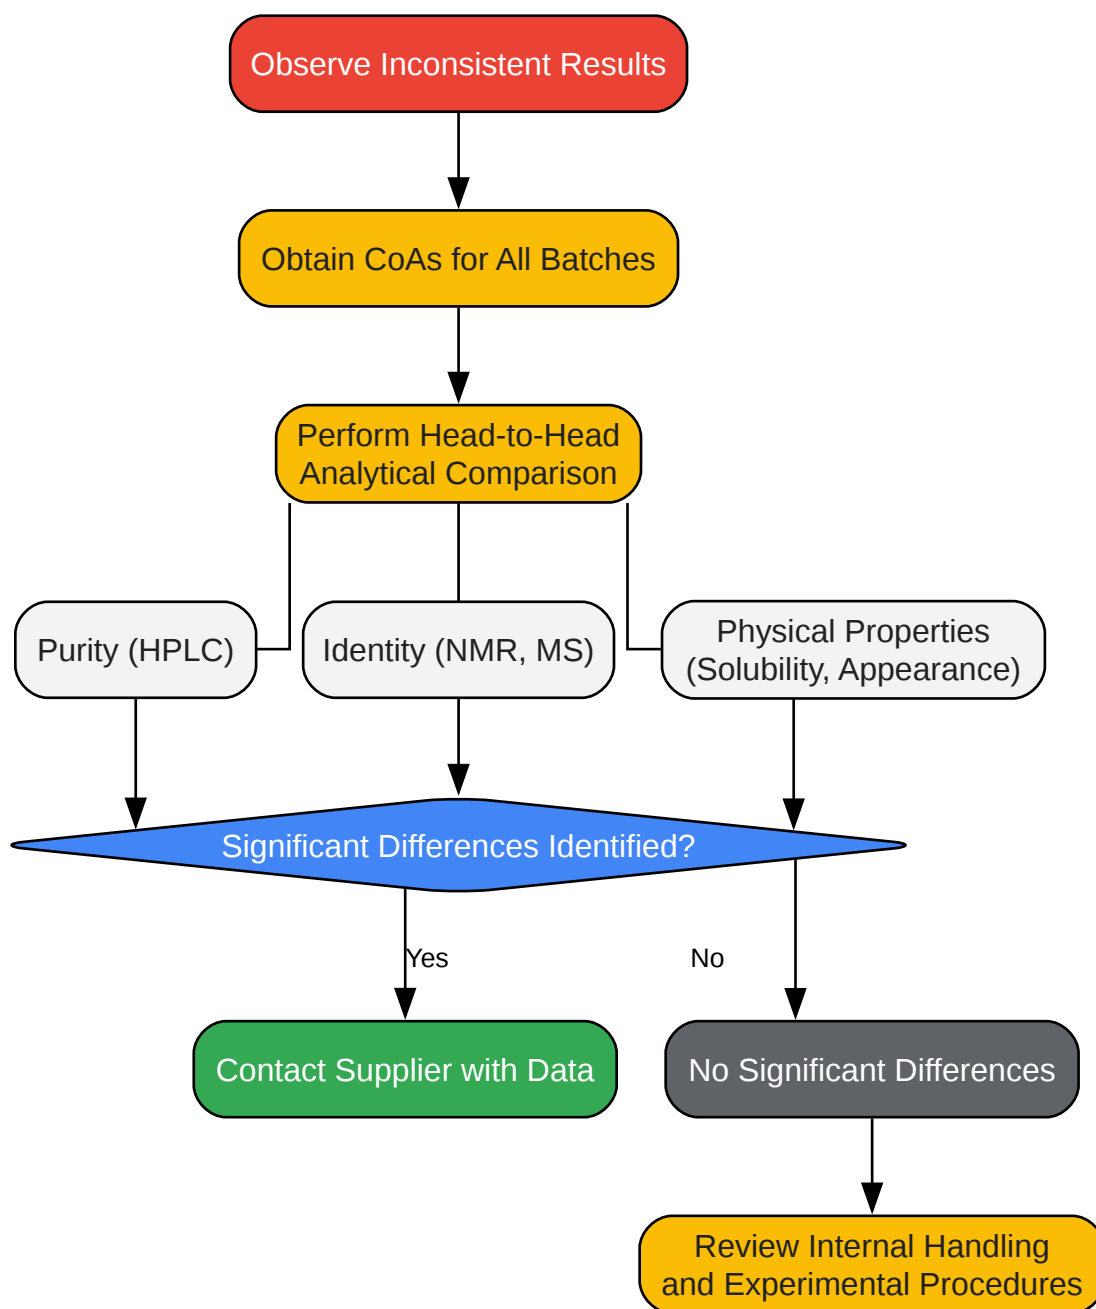 Observe Inconsistent Results
Obtain CoAs for All Batches
Perform Head-to-Head
Analytical Comparison
Purity (HPLC)
Identity (NMR, MS)
Physical Properties
(Solubility, Appearance)
Significant Differences Identified?
Yes
No
Contact Supplier with Data
No Significant Differences
Review Internal Handling
and Experimental Procedures